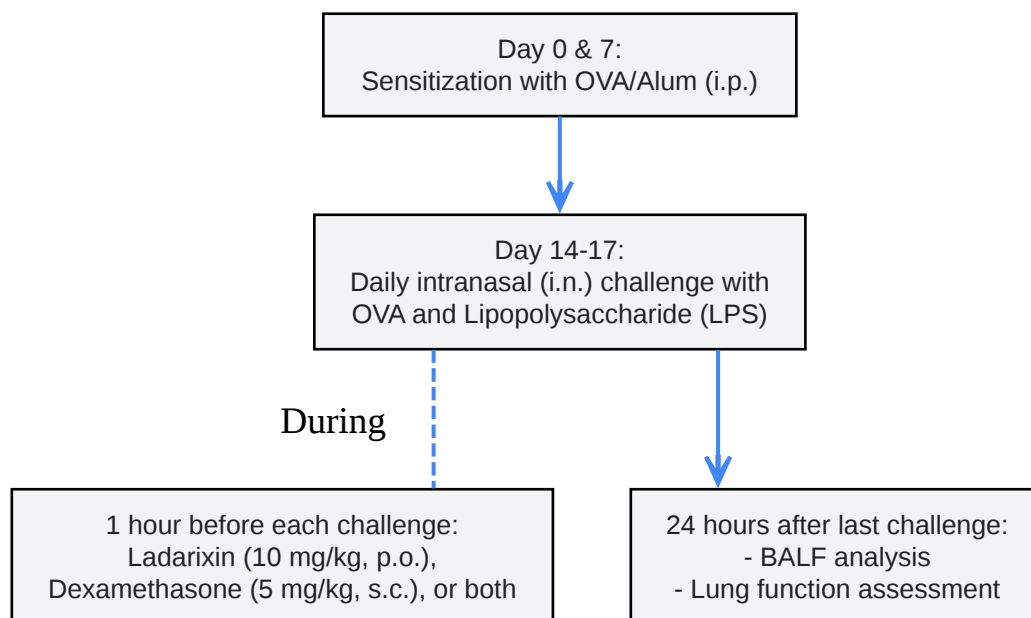 Day 0 & 7:
Sensitization with OVA/Alum (i.p.)
Day 14-17:
Daily intranasal (i.n.) challenge with
OVA and Lipopolysaccharide (LPS)
During
1 hour before each challenge:
Ladarixin (10 mg/kg, p.o.),
Dexamethasone (5 mg/kg, s.c.), or both
24 hours after last challenge:
- BALF analysis
- Lung function assessment